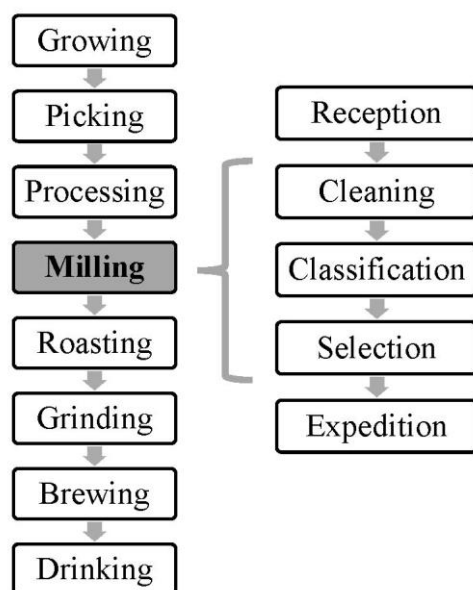 Growing
Picking
Processing
Milling
Roasting
Grinding
Brewing
Drinking
Reception
Cleaning
Classification
Selection
Expedition